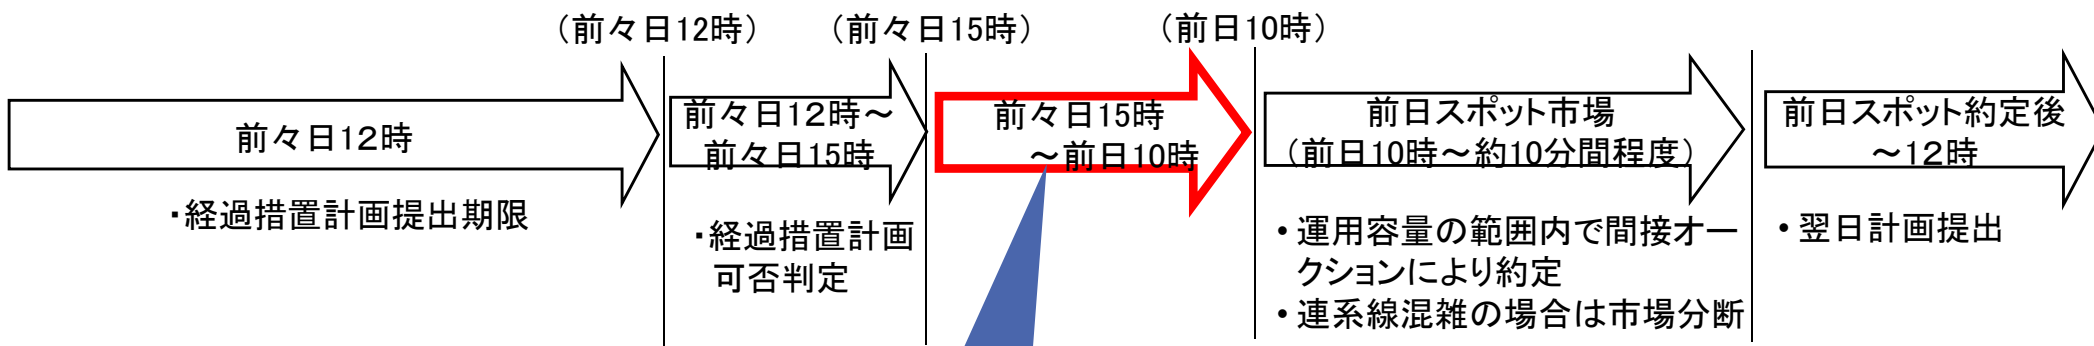 （前々日12時）
（前々日15時）
（前日10時）
前々日１２時
・経過措置計画提出期限
前々日12時～
前々日15時
・経過措置計画
可否判定
前々日15時
～前日10時
前日スポット市場
（前日10時～約10分間程度）
• 運用容量の範囲内で間接オー
クションにより約定
• 連系線混雑の場合は市場分断
前日スポット約定後
～12時
• 翌日計画提出